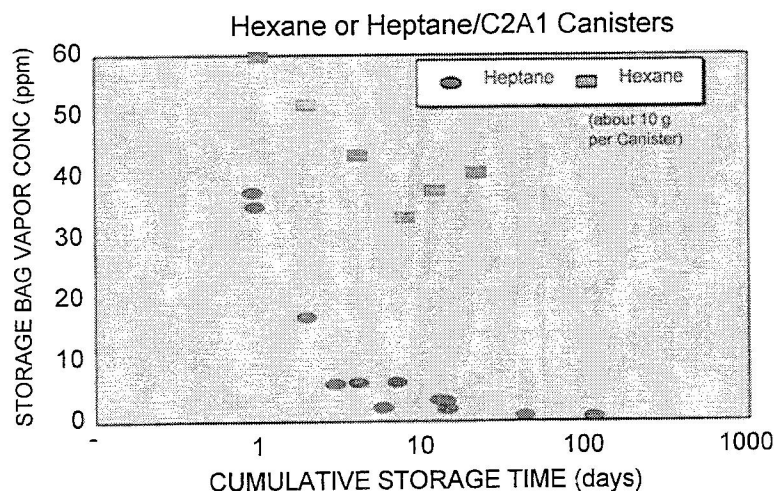 Hexane or Heptane/C2A1 Canisters
STORAGE BAG VAPOR CONC (ppm)
60
50
40
30
20
10
0
Heptane Hexane
(about 10 g
per Canister)
1 10 100 1000
CUMULATIVE STORAGE TIME (days)